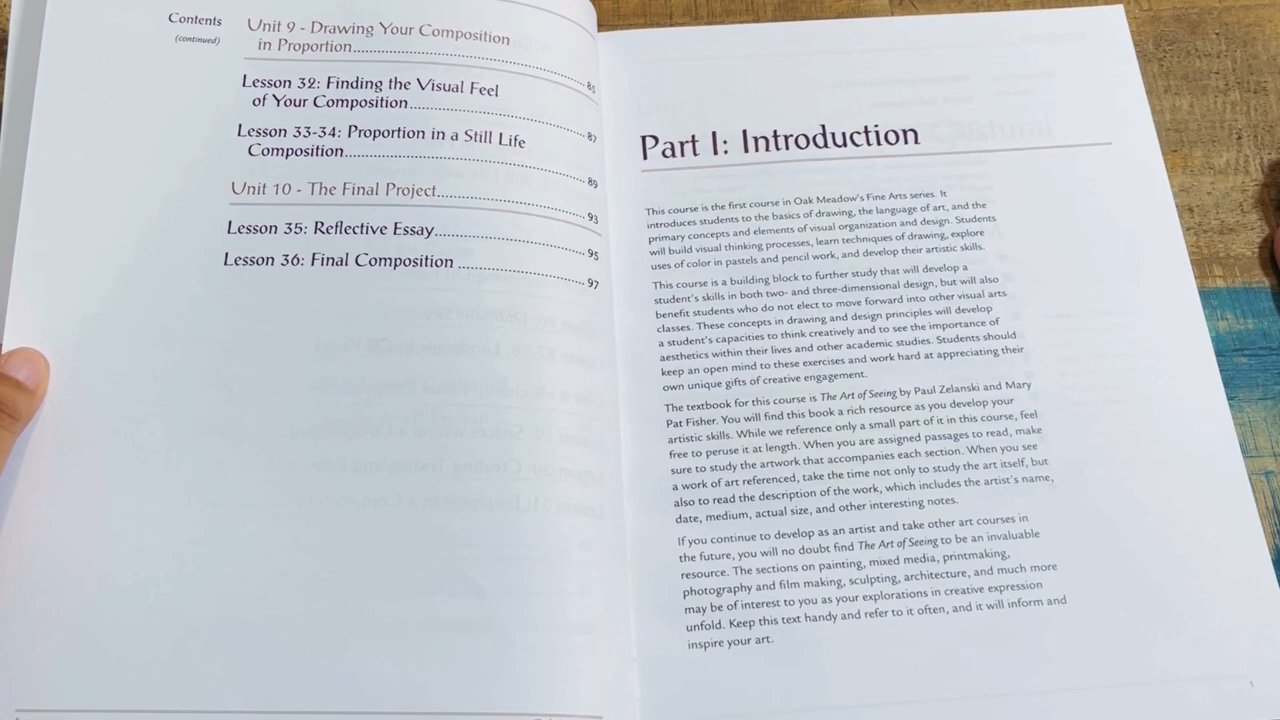 Contents
(continued)
Unit 9 - Drawing Your Composition
in Proportion.......................................................... 85
Lesson 32: Finding the Visual Feel
of Your Composition............................................ 87
Lesson 33-34: Proportion in a Still Life
Composition............................................................ 89
Unit 10 - The Final Project...................................... 93
Lesson 35: Reflective Essay...................................... 95
Lesson 36: Final Composition ................................ 97
Part I: Introduction
This course is the first course in Oak Meadow's Fine Arts series. It
introduces students to the basics of drawing, the language of art, and the
primary concepts and elements of visual organization and design. Students
will build visual thinking processes, learn techniques of drawing, explore
uses of color in pastels and pencil work, and develop their artistic skills.
This course is a building block to further study that will develop a
student's skills in both two- and three-dimensional design, but will also
benefit students who do not elect to move forward into other visual arts
classes. These concepts in drawing and design principles will develop
a student's capacities to think creatively and to see the importance of
aesthetics within their lives and other academic studies. Students should
keep an open mind to these exercises and work hard at appreciating their
own unique gifts of creative engagement.
The textbook for this course is The Art of Seeing by Paul Zelanski and Mary
Pat Fisher. You will find this book a rich resource as you develop your
artistic skills. While we reference only a small part of it in this course, feel
free to peruse it at length. When you are assigned passages to read, make
sure to study the artwork that accompanies each section. When you see
a work of art referenced, take the time not only to study the art itself, but
also to read the description of the work, which includes the artist's name,
date, medium, actual size, and other interesting notes.
If you continue to develop as an artist and take other art courses in
the future, you will no doubt find The Art of Seeing to be an invaluable
resource. The sections on painting, mixed media, printmaking,
photography and film making, sculpting, architecture, and much more
may be of interest to you as your explorations in creative expression
unfold. Keep this text handy and refer to it often, and it will inform and
inspire your art.
1